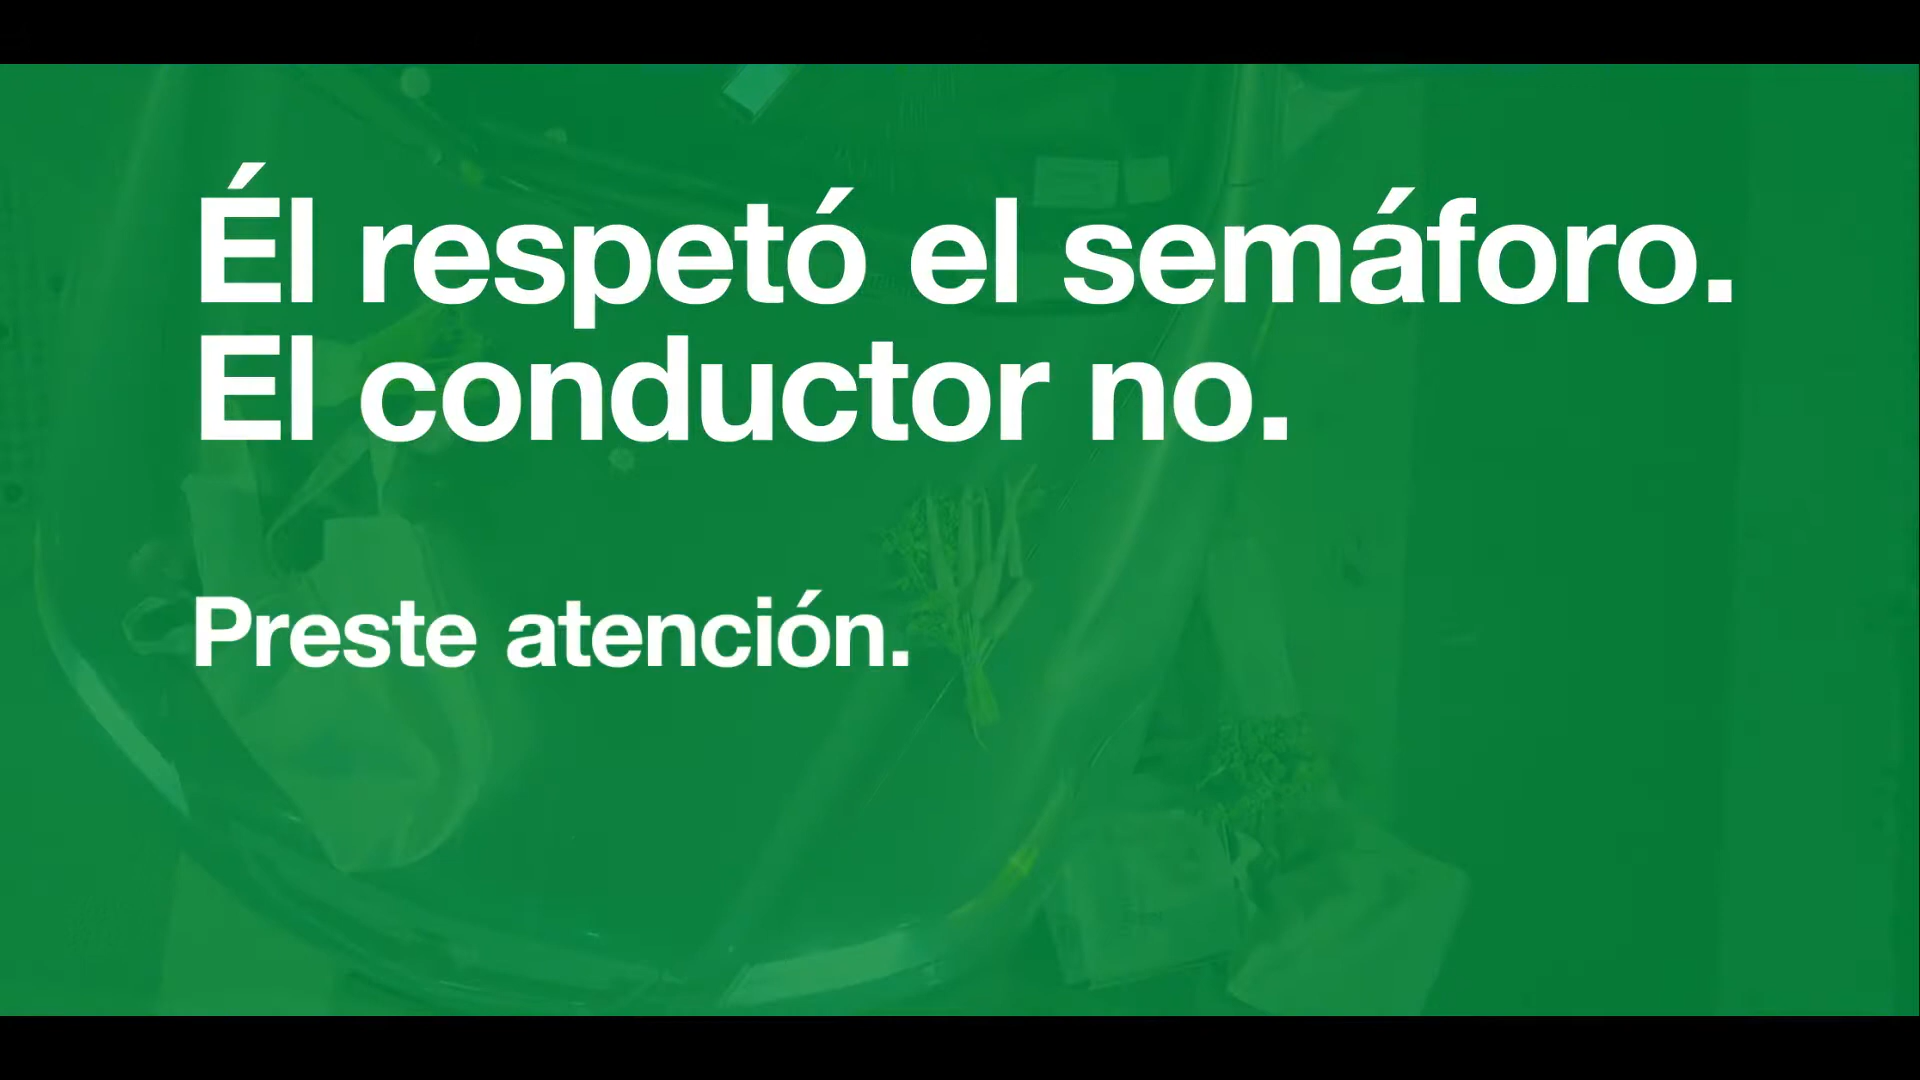 Él respetó el semáforo.
El conductor no.
Preste atención.